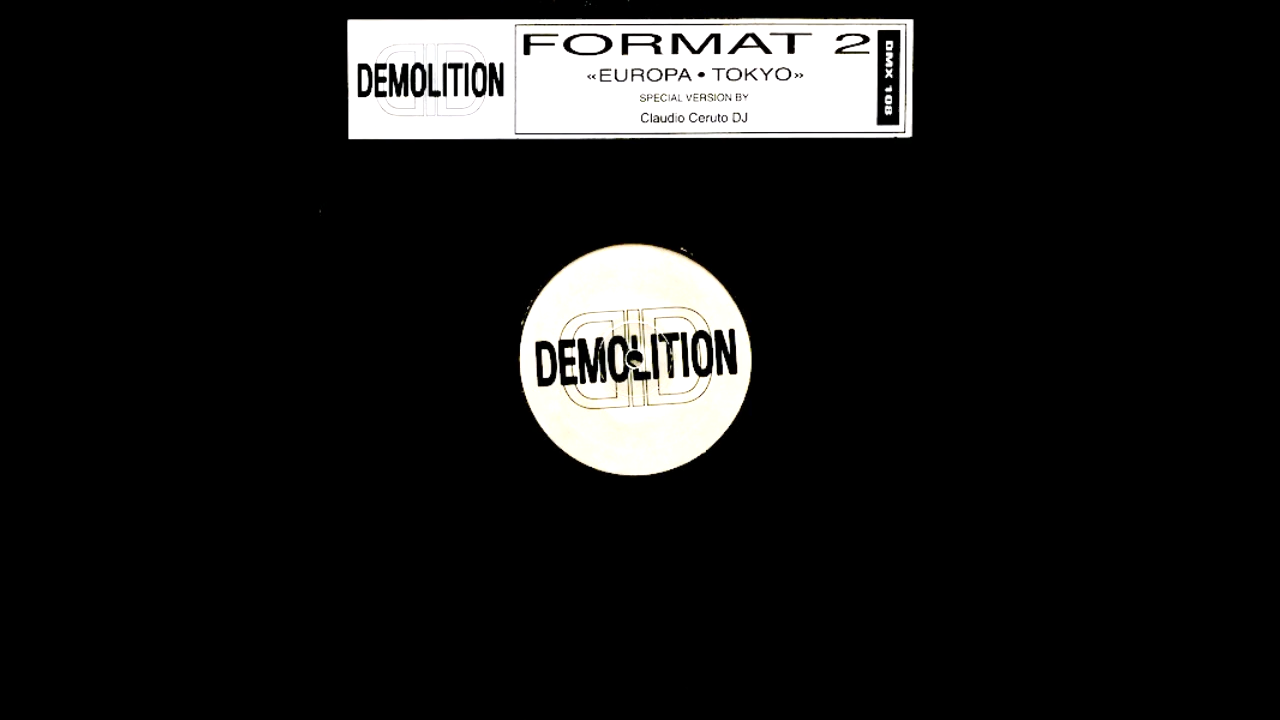 DEMOLITION
FORMAT 2
«EUROPA • TOKYO»
SPECIAL VERSION BY
Claudio Ceruto DJ
DMX 108
DEMOLITION